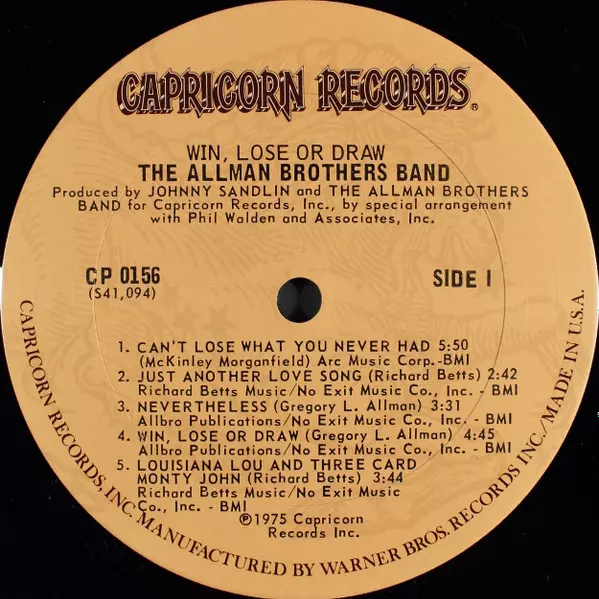 CAPRICORN RECORDS®
WIN, LOSE OR DRAW
THE ALLMAN BROTHERS BAND
Produced by JOHNNY SANDLIN and THE ALLMAN BROTHERS
BAND for Capricorn Records, Inc., by special arrangement
with Phil Walden and Associates, Inc.
CP 0156
(S41,094)
SIDE 1
1. CAN'T LOSE WHAT YOU NEVER HAD 5:50
(McKinley Morganfield) Arc Music Corp.-BMI
2. JUST ANOTHER LOVE SONG (Richard Betts) 2:42
Richard Betts Music/No Exit Music Co., Inc. - BMI
3. NEVERTHELESS (Gregory L. Allman) 3:31
Allbro Publications/No Exit Music Co., Inc. - BMI
4. WIN, LOSE OR DRAW (Gregory L. Allman) 4:45
Allbro Publications/No Exit Music Co., Inc. - BMI
5. LOUISIANA LOU AND THREE CARD
MONTY JOHN (Richard Betts) 3:44
Richard Betts Music/No Exit Music
Co., Inc. - BMI
℗1975 Capricorn
Records Inc.
CAPRICORN RECORDS, INC. MANUFACTURED BY WARNER BROS. RECORDS INC./MADE IN U.S.A.